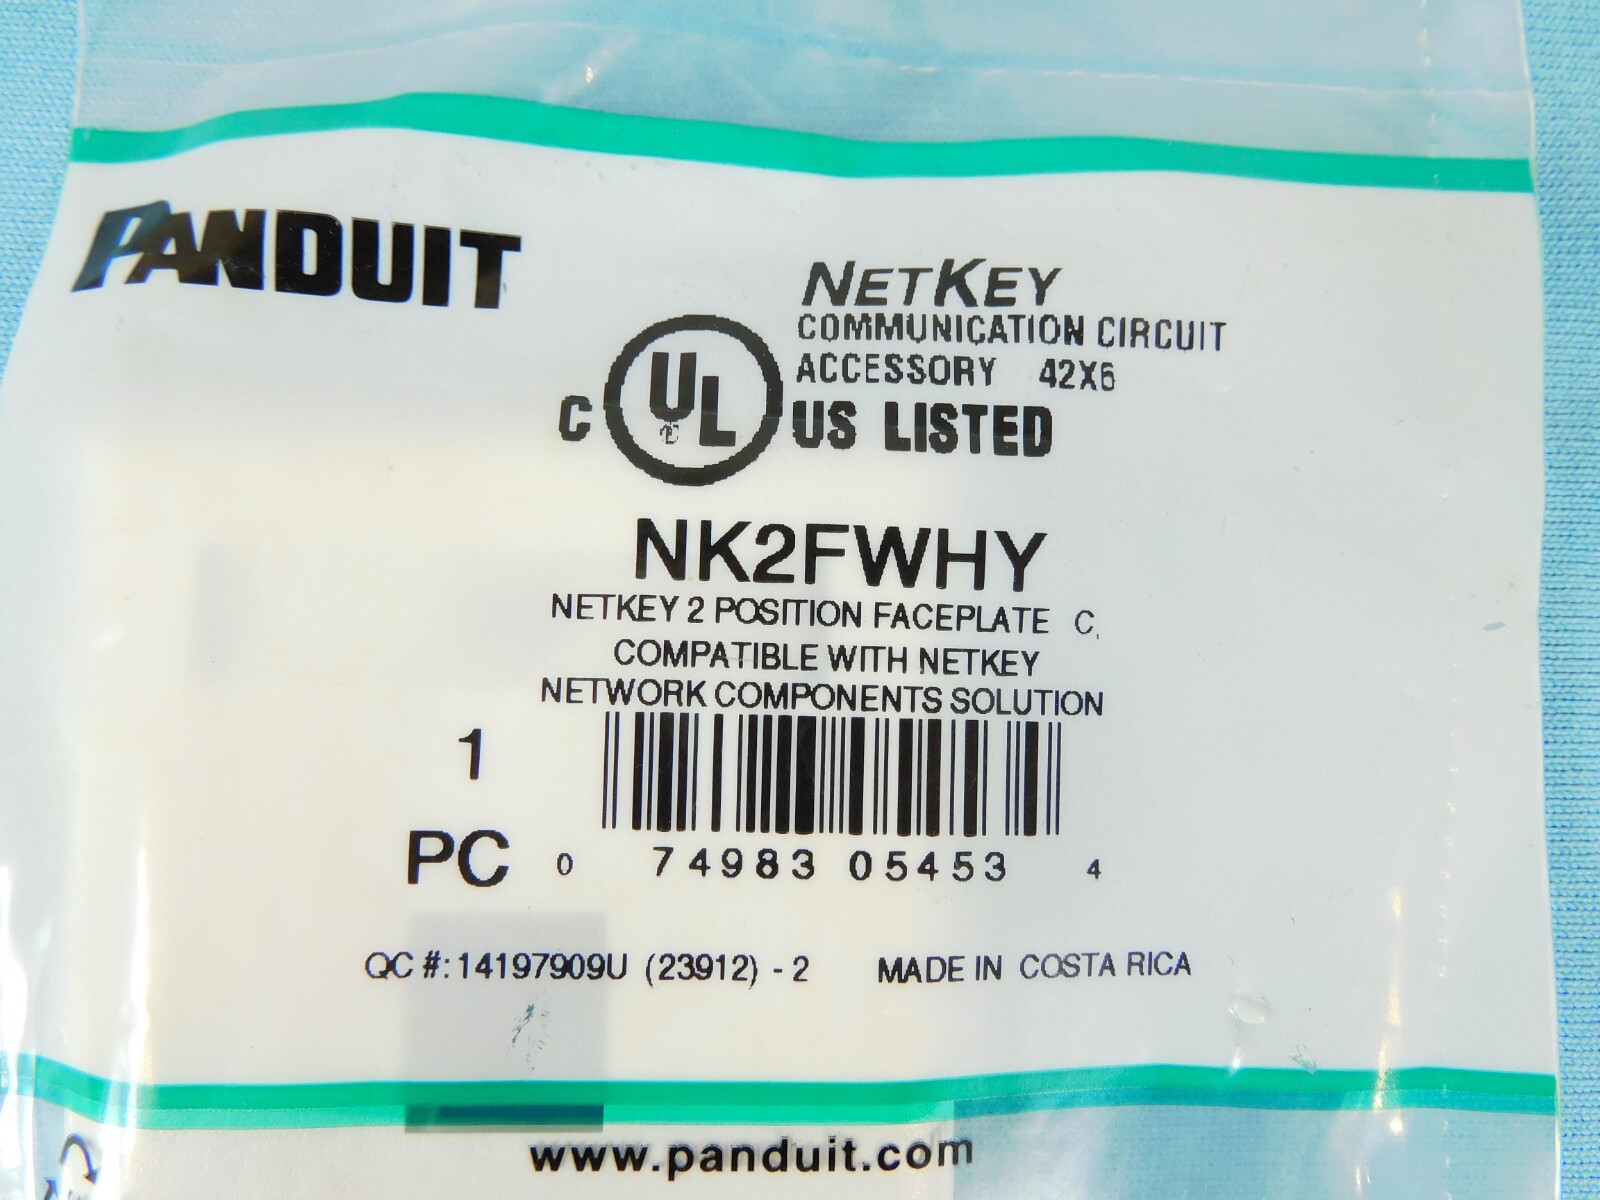 PANDUIT
NETKEY
COMMUNICATION CIRCUIT
ACCESSORY 42X6
C UL US LISTED
NK2FWHY
NETKEY 2 POSITION FACEPLATE C,
COMPATIBLE WITH NETKEY
NETWORK COMPONENTS SOLUTION
1
PC
0 74983 05453 4
QC #: 14197909U (23912) - 2 MADE IN COSTA RICA
www.panduit.com